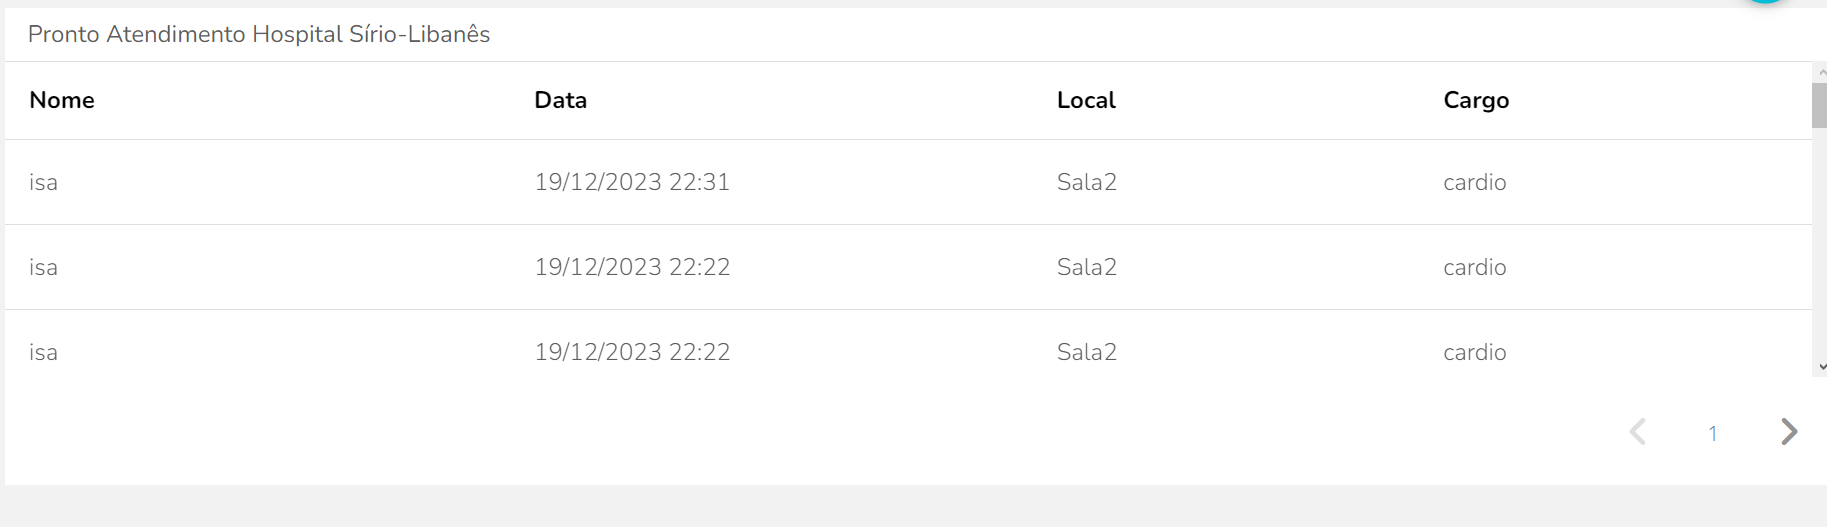 Pronto Atendimento Hospital Sírio-Libanês
Nome Data Local Cargo
isa 19/12/2023 22:31 Sala2 cardio
isa 19/12/2023 22:22 Sala2 cardio
isa 19/12/2023 22:22 Sala2 cardio
1